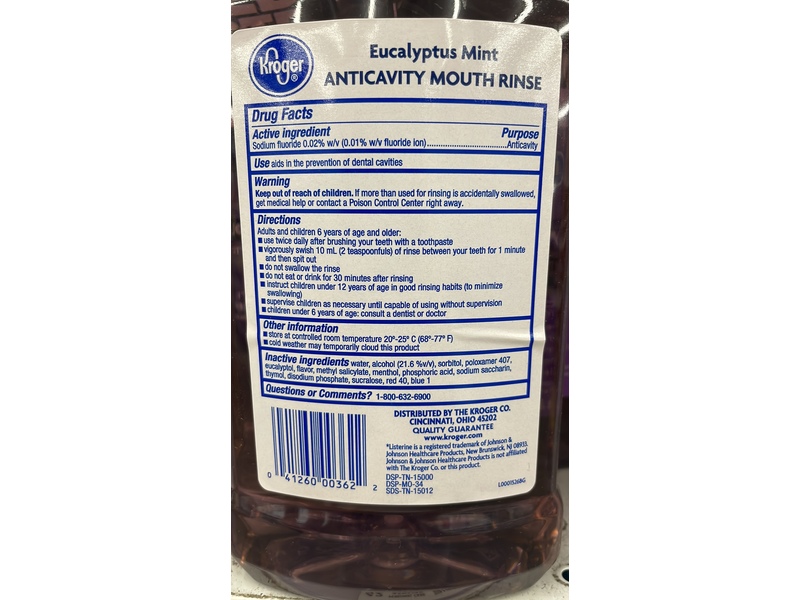 Kroger®
Eucalyptus Mint
ANTICAVITY MOUTH RINSE
Drug Facts
Active ingredient Purpose
Sodium fluoride 0.02% w/v (0.01% w/v fluoride ion)..............................Anticavity
Use aids in the prevention of dental cavities
Warning
Keep out of reach of children. If more than used for rinsing is accidentally swallowed,
get medical help or contact a Poison Control Center right away.
Directions
Adults and children 6 years of age and older:
■ use twice daily after brushing your teeth with a toothpaste
■ vigorously swish 10 mL (2 teaspoonfuls) of rinse between your teeth for 1 minute
and then spit out
■ do not swallow the rinse
■ do not eat or drink for 30 minutes after rinsing
■ instruct children under 12 years of age in good rinsing habits (to minimize
swallowing)
■ supervise children as necessary until capable of using without supervision
■ children under 6 years of age: consult a dentist or doctor
Other information
■ store at controlled room temperature 20°-25° C (68°-77° F)
■ cold weather may temporarily cloud this product
Inactive ingredients water, alcohol (21.6 %v/v), sorbitol, poloxamer 407,
eucalyptol, flavor, methyl salicylate, menthol, phosphoric acid, sodium saccharin,
thymol, disodium phosphate, sucralose, red 40, blue 1
Questions or Comments? 1-800-632-6900
DISTRIBUTED BY THE KROGER CO.
CINCINNATI, OHIO 45202
QUALITY GUARANTEE
www.kroger.com
*Listerine is a registered trademark of Johnson &
Johnson Healthcare Products, New Brunswick, NJ 08933.
Johnson & Johnson Healthcare Products is not affiliated
with The Kroger Co. or this product.
DSP-TN-15000
DSP-MO-34
SDS-TN-15012
L0001526BG
0 41260 00362 2